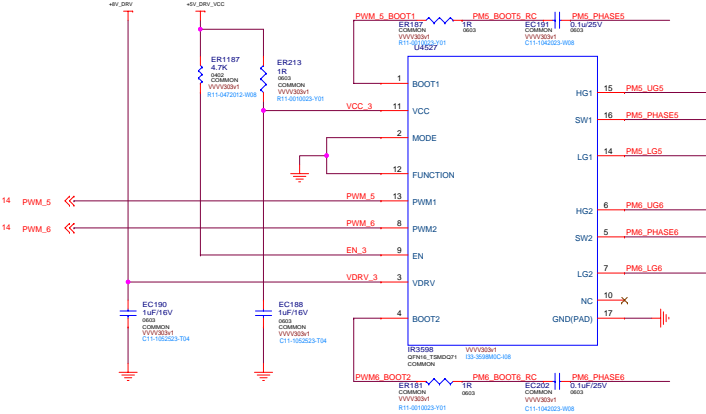 +8V_DRV
+5V_DRV_VCC
PWM_5_BOOT1
ER187
1R
0603
COMMON
VVVV303v1
R11-0010023-Y01
PM5_BOOT5_RC
EC191
0.1u/25V
0603
COMMON
VVVV303v1
C11-1042023-W08
PM5_PHASE5
U4527
ER1187
4.7K
0402
COMMON
VVVV303v1
R11-0472012-W08
ER213
1R
0603
COMMON
VVVV303v1
R11-0010023-Y01
1 BOOT1
VCC_3 11 VCC
2 MODE
12 FUNCTION
14 PWM_5
PWM_5 13 PWM1
14 PWM_6
PWM_6 8 PWM2
EN_3 9 EN
VDRV_3 3 VDRV
4 BOOT2
HG1 15 PM5_UG5
SW1 16 PM5_PHASE5
LG1 14 PM5_LG5
HG2 6 PM6_UG6
SW2 5 PM6_PHASE6
LG2 7 PM6_LG6
NC 10
GND(PAD) 17
EC190
1uF/16V
0603
COMMON
VVVV303v1
C11-1052523-T04
EC188
1uF/16V
0603
COMMON
VVVV303v1
C11-1052523-T04
IR3598
QFN16_TSMDQ71
COMMON
VVVV303v1
I33-3598M0C-I08
PWM6_BOOT2
ER181
1R
0603
COMMON
VVVV303v1
R11-0010023-Y01
PM6_BOOT6_RC
EC202
0.1uF/25V
0603
COMMON
VVVV303v1
C11-1042023-W08
PM6_PHASE6